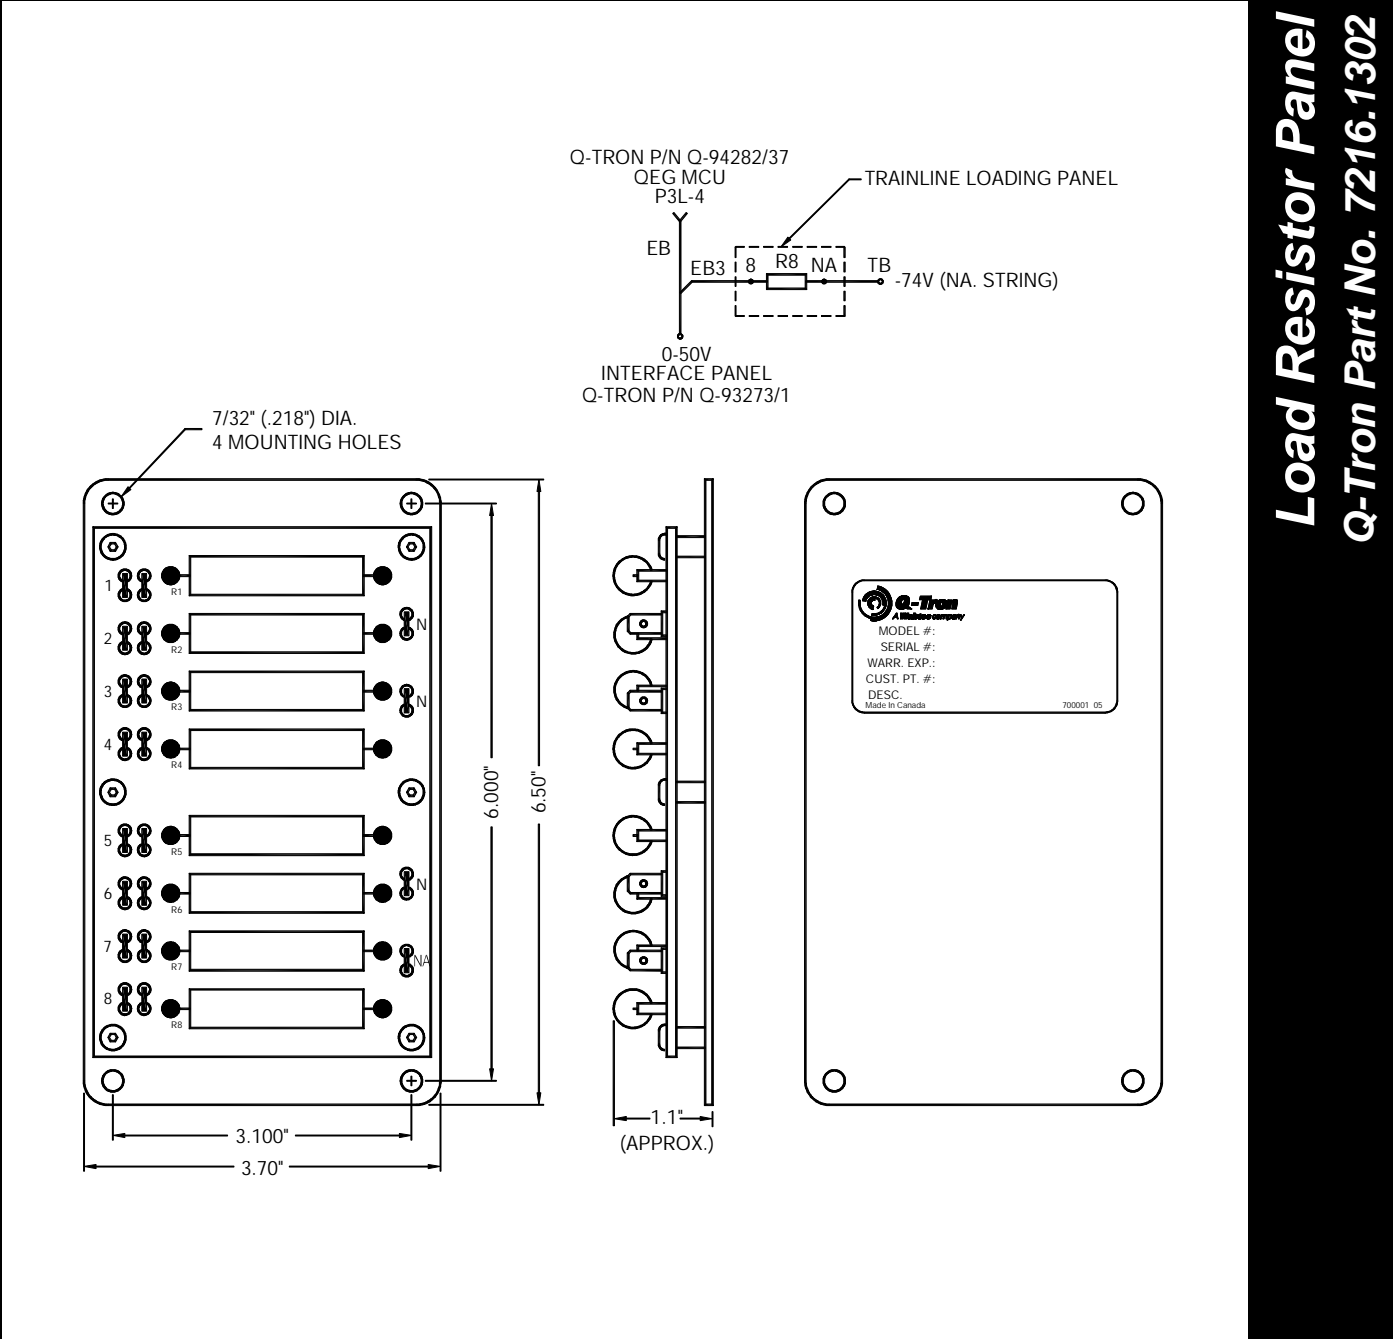 Load Resistor Panel
Q-Tron Part No. 7216.1302
Q-TRON P/N Q-94282/37
QEG MCU
P3L-4
TRAINLINE LOADING PANEL
EB
EB3
8
R8
NA
TB
-74V (NA. STRING)
0-50V
INTERFACE PANEL
Q-TRON P/N Q-93273/1
7/32" (.218") DIA.
4 MOUNTING HOLES
1
R1
N
2
R2
3
R3
N
4
R4
5
R5
6
R6
N
7
R7
NA
8
R8
6.000"
6.50"
3.100"
3.70"
1.1"
(APPROX.)
Q-Tron
A Wabtec company
MODEL #:
SERIAL #:
WARR. EXP.:
CUST. PT. #:
DESC.
Made In Canada
700001 05